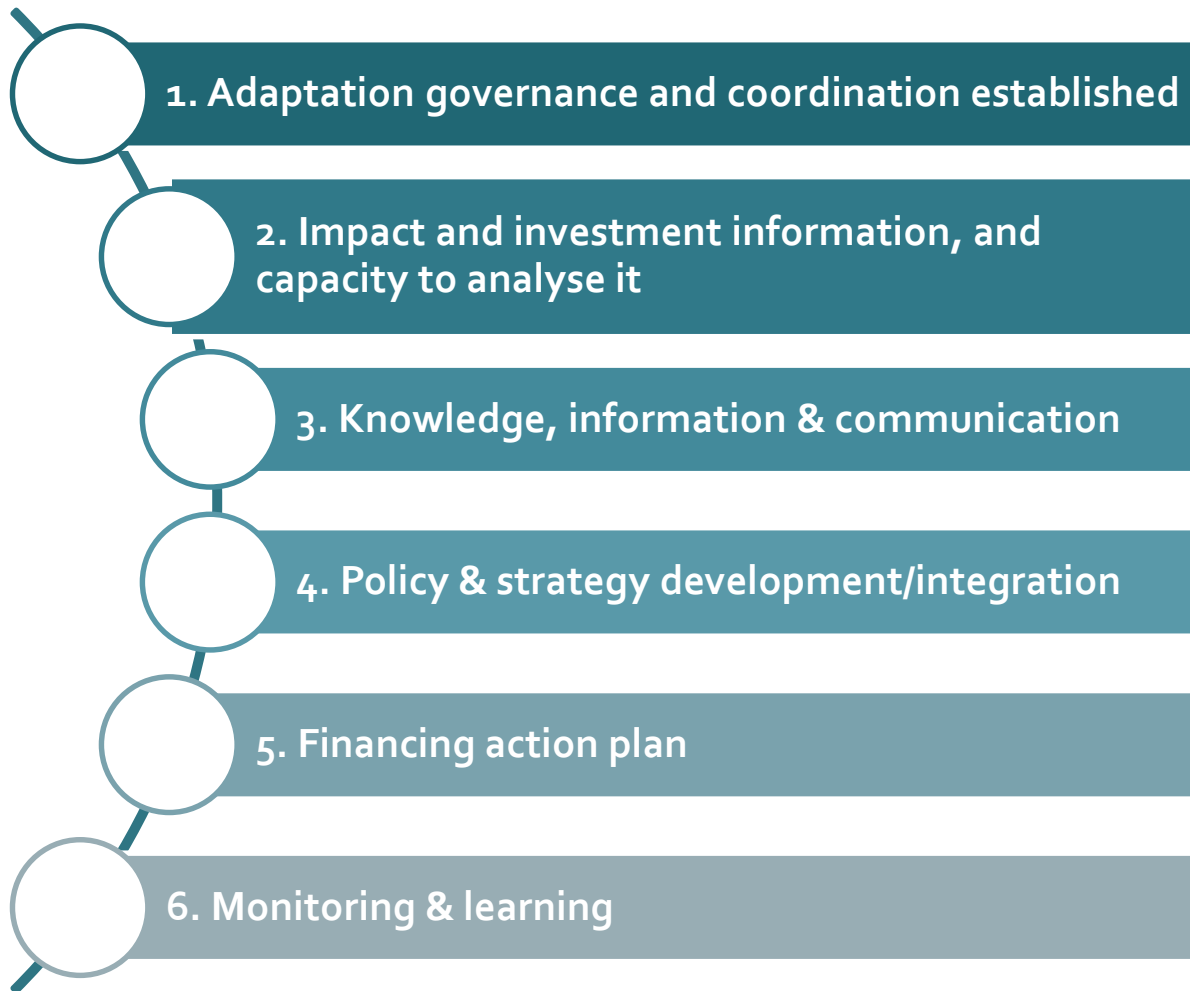 1. Adaptation governance and coordination established
2. Impact and investment information, and
capacity to analyse it
3. Knowledge, information & communication
4. Policy & strategy development/integration
5. Financing action plan
6. Monitoring & learning